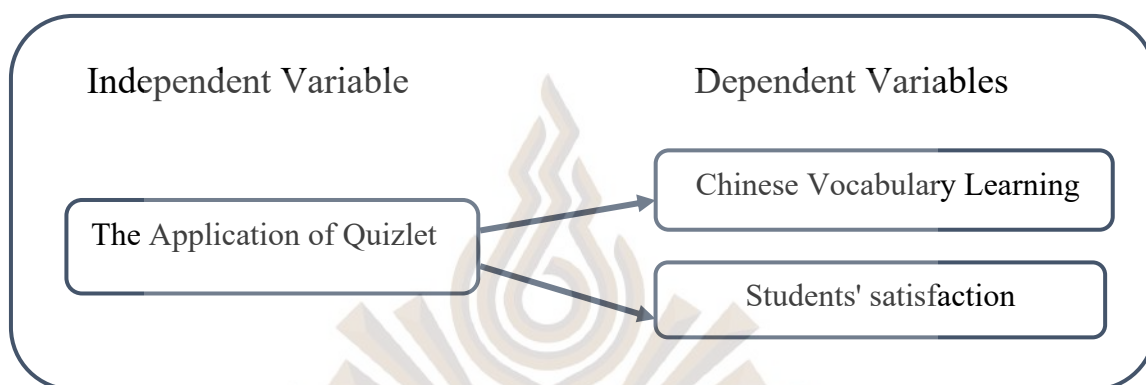 Independent Variable
Dependent Variables
The Application of Quizlet
Chinese Vocabulary Learning
Students' satisfaction